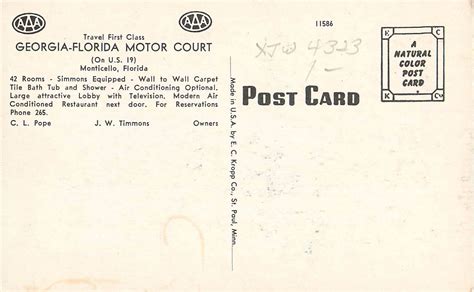 AAA
AAA
Travel First Class
GEORGIA-FLORIDA MOTOR COURT
(On U.S. 19)
Monticello, Florida
42 Rooms - Simmons Equipped - Wall to Wall Carpet
Tile Bath Tub and Shower - Air Conditioning Optional,
Large attractive Lobby with Television, Modern Air
Conditioned Restaurant next door. For Reservations
Phone 265.
C. L. Pope J. W. Timmons Owners
11586
4323
1-
POST CARD
E C
A
NATURAL
COLOR
POST
CARD
K K
Made in U.S.A. by E. C. Kropp Co., St. Paul, Minn.